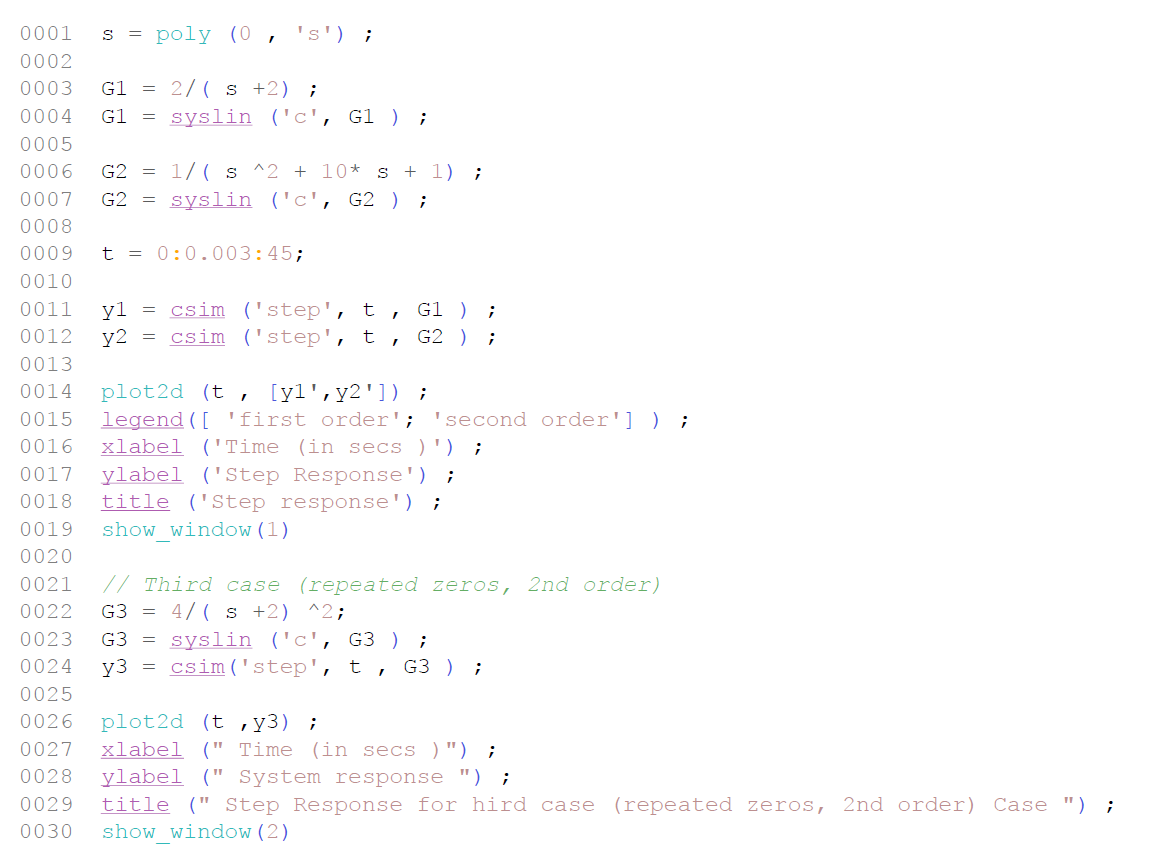 0001 s = poly (0 , 's') ;
0002
0003 G1 = 2/( s +2) ;
0004 G1 = syslin ('c', G1 ) ;
0005
0006 G2 = 1/( s ^2 + 10* s + 1) ;
0007 G2 = syslin ('c', G2 ) ;
0008
0009 t = 0:0.003:45;
0010
0011 y1 = csim ('step', t , G1 ) ;
0012 y2 = csim ('step', t , G2 ) ;
0013
0014 plot2d (t , [y1',y2']) ;
0015 legend([ 'first order'; 'second order'] ) ;
0016 xlabel ('Time (in secs )') ;
0017 ylabel ('Step Response') ;
0018 title ('Step response') ;
0019 show_window(1)
0020
0021 // Third case (repeated zeros, 2nd order)
0022 G3 = 4/( s +2) ^2;
0023 G3 = syslin ('c', G3 ) ;
0024 y3 = csim('step', t , G3 ) ;
0025
0026 plot2d (t ,y3) ;
0027 xlabel (" Time (in secs )") ;
0028 ylabel (" System response ") ;
0029 title (" Step Response for hird case (repeated zeros, 2nd order) Case ") ;
0030 show_window(2)